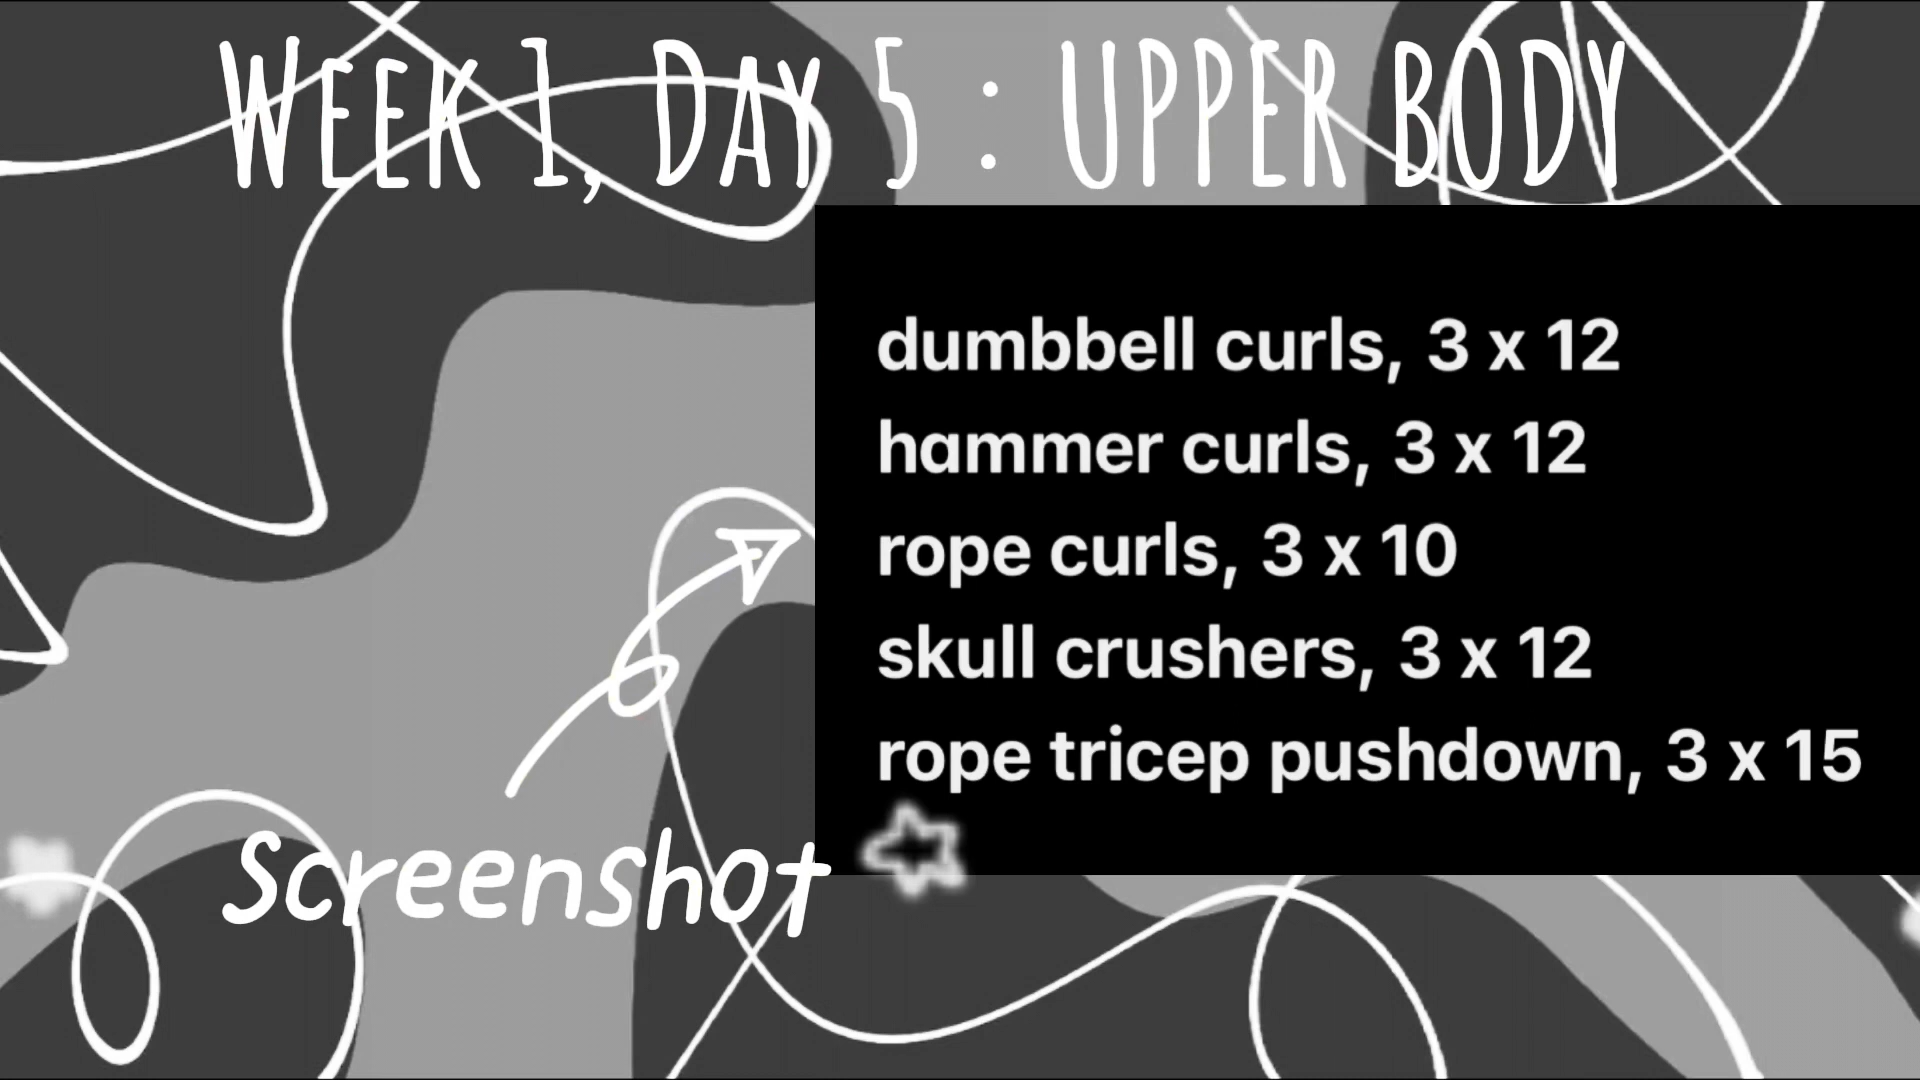 WEEK 1, DAY 5 : UPPER BODY
dumbbell curls, 3 x 12
hammer curls, 3 x 12
rope curls, 3 x 10
skull crushers, 3 x 12
rope tricep pushdown, 3 x 15
Screenshot